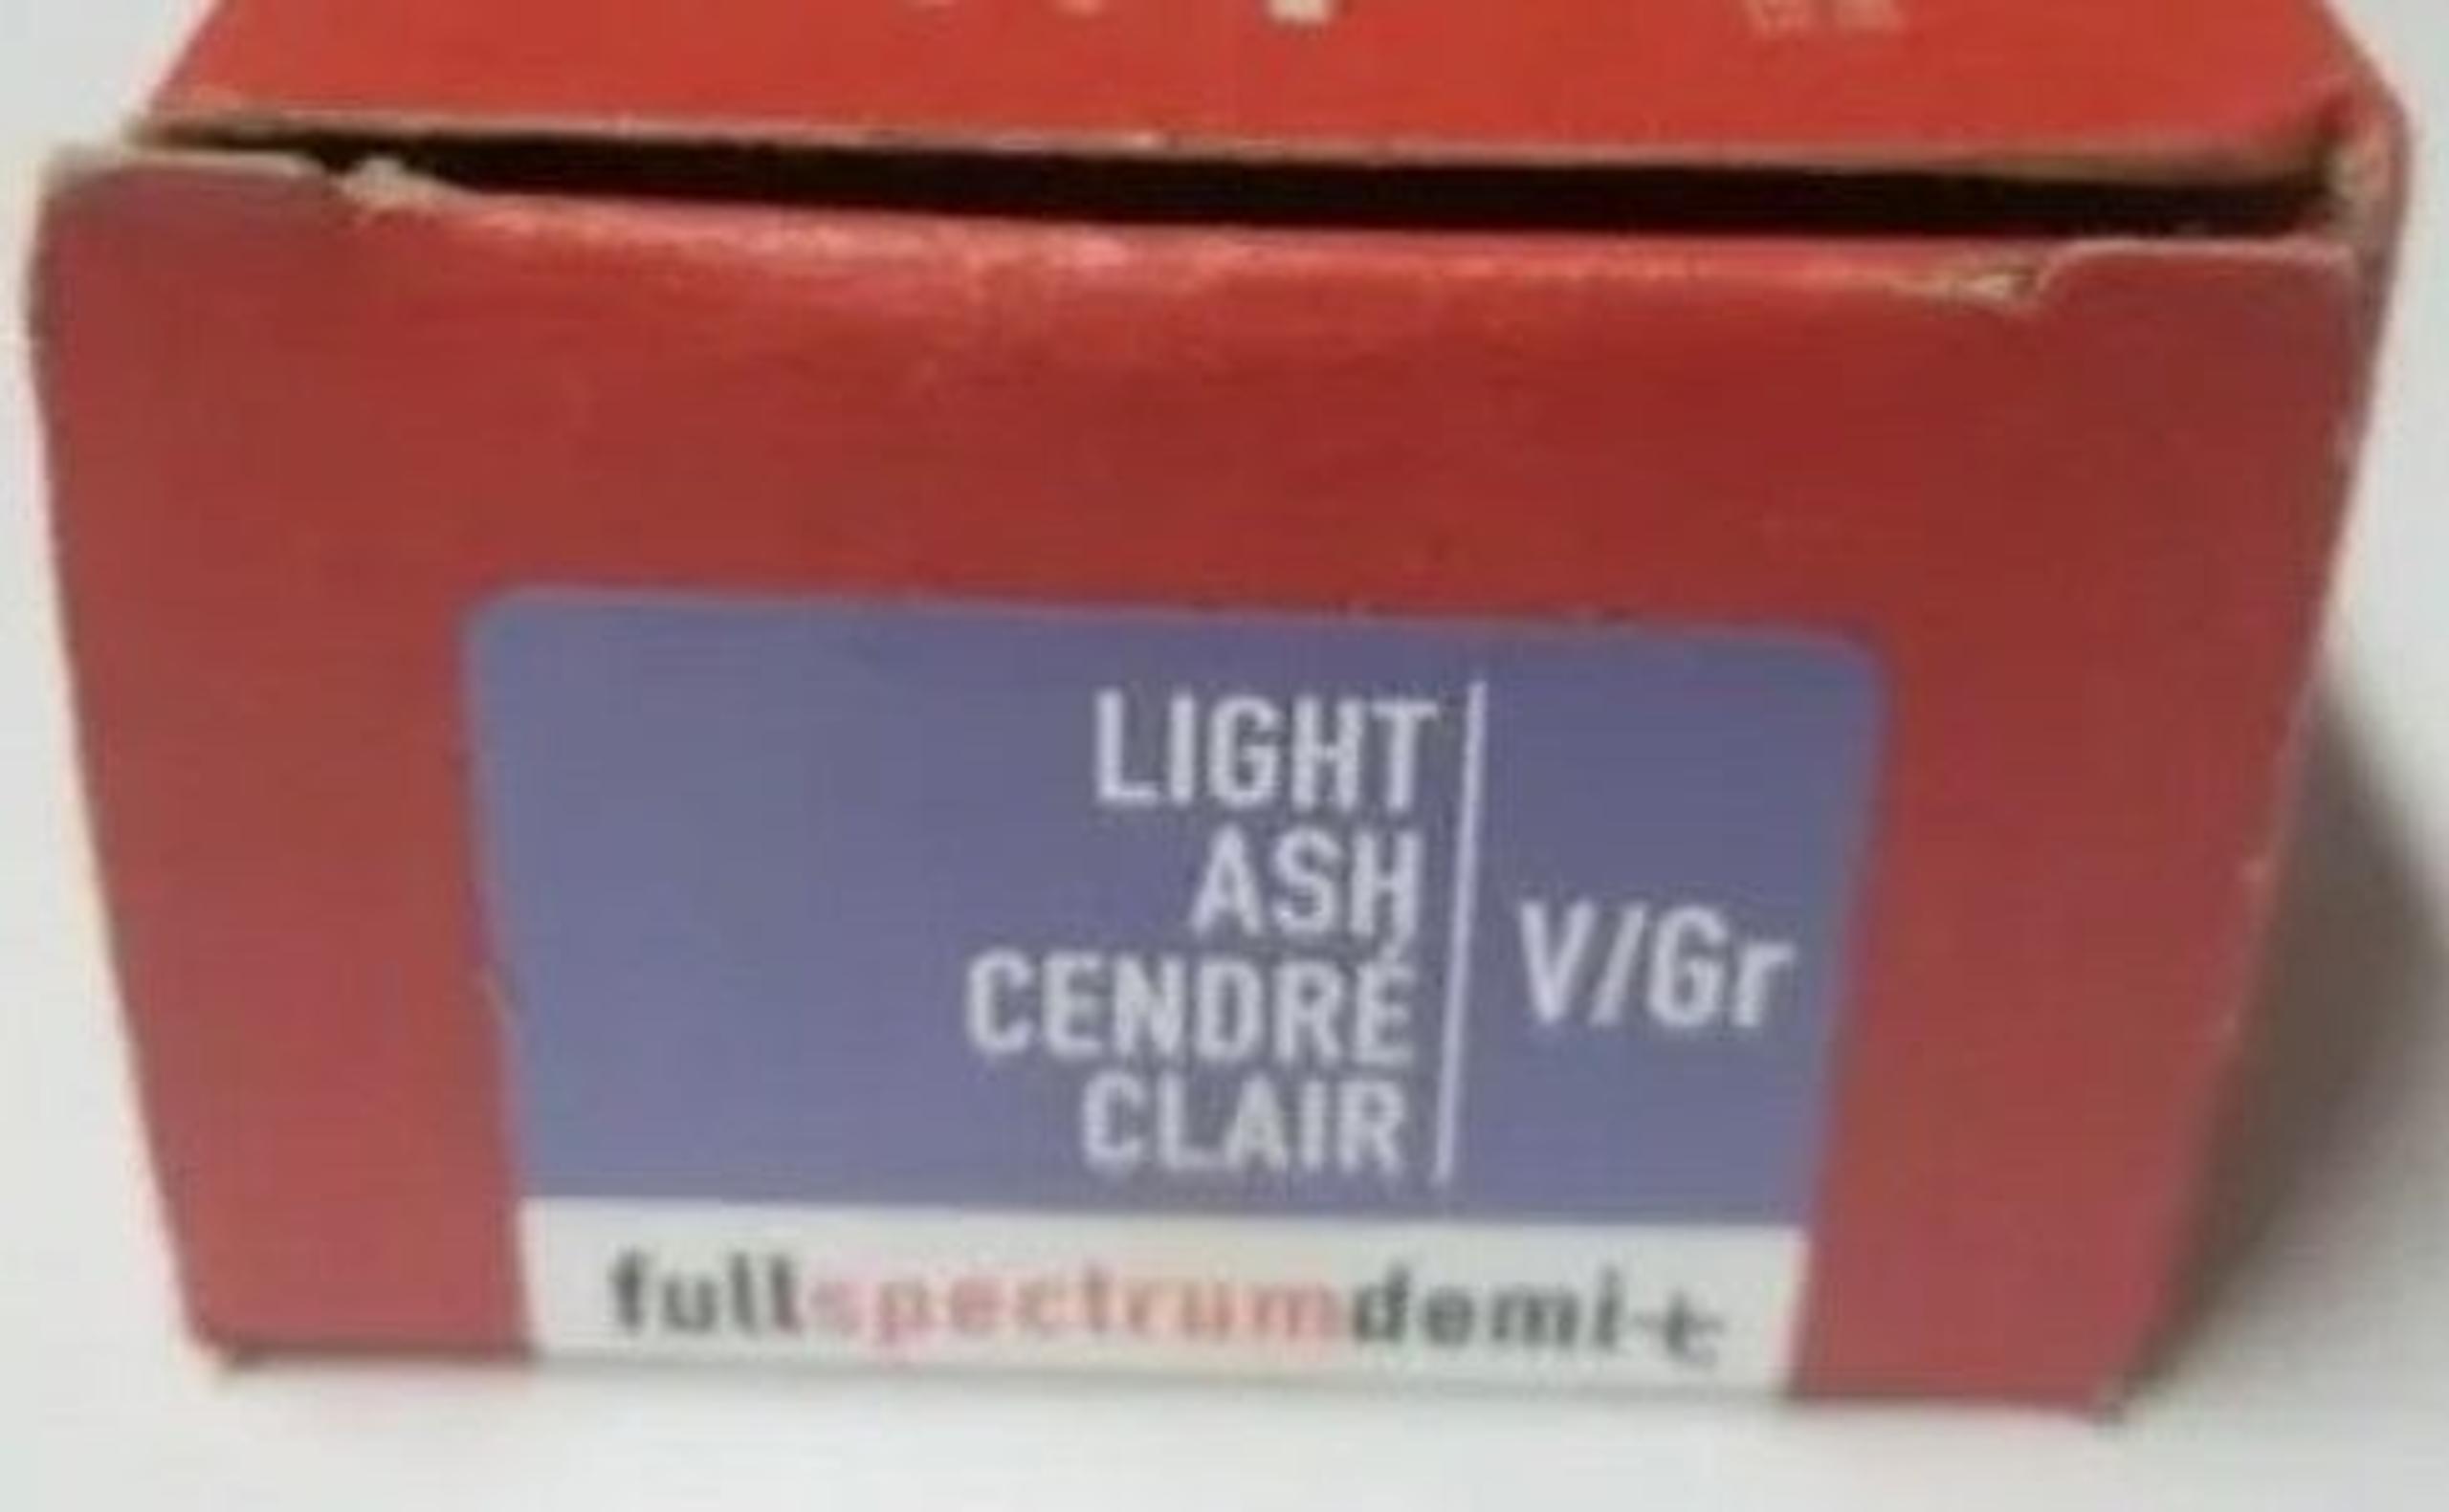 LIGHT
ASH
CENDRÉ
CLAIR
V/Gr
fullspectrumdemi+c